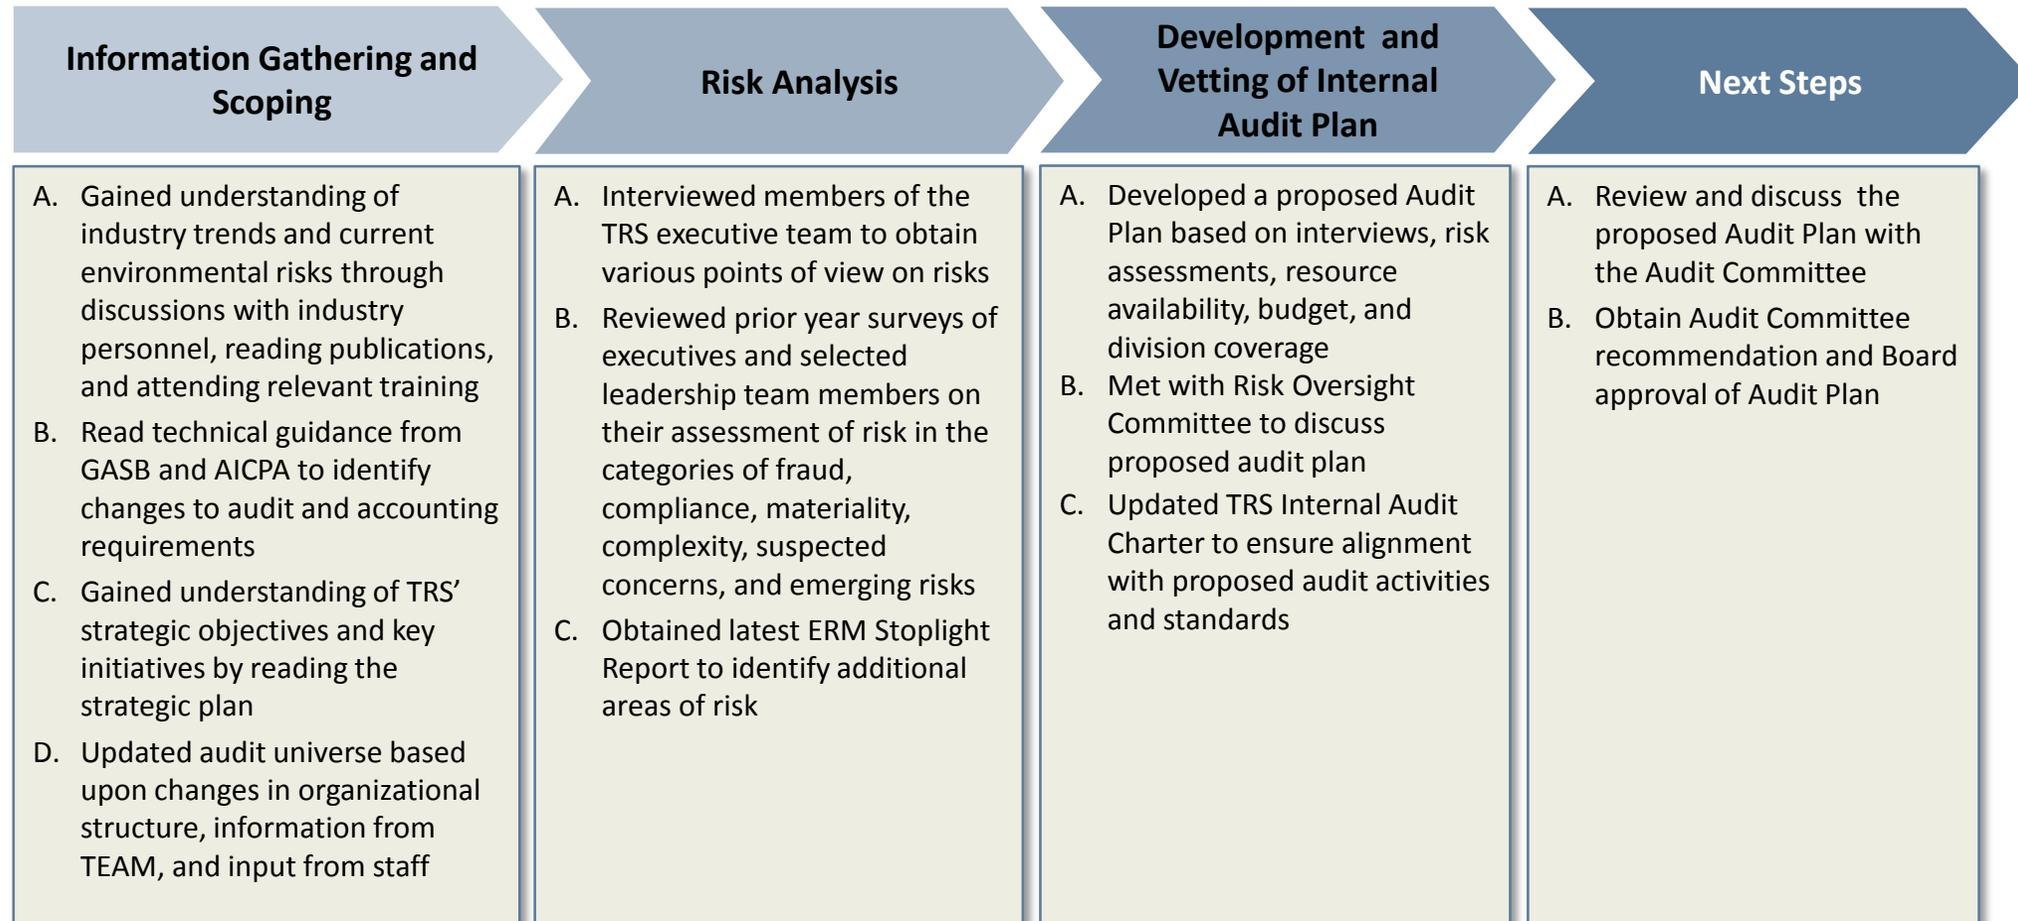 Information Gathering and
Scoping
Risk Analysis
Development and
Vetting of Internal
Audit Plan
Next Steps
A. Gained understanding of
industry trends and current
environmental risks through
discussions with industry
personnel, reading publications,
and attending relevant training
B. Read technical guidance from
GASB and AICPA to identify
changes to audit and accounting
requirements
C. Gained understanding of TRS’
strategic objectives and key
initiatives by reading the
strategic plan
D. Updated audit universe based
upon changes in organizational
structure, information from
TEAM, and input from staff
A. Interviewed members of the
TRS executive team to obtain
various points of view on risks
B. Reviewed prior year surveys of
executives and selected
leadership team members on
their assessment of risk in the
categories of fraud,
compliance, materiality,
complexity, suspected
concerns, and emerging risks
C. Obtained latest ERM Stoplight
Report to identify additional
areas of risk
A. Developed a proposed Audit
Plan based on interviews, risk
assessments, resource
availability, budget, and
division coverage
B. Met with Risk Oversight
Committee to discuss
proposed audit plan
C. Updated TRS Internal Audit
Charter to ensure alignment
with proposed audit activities
and standards
A. Review and discuss the
proposed Audit Plan with
the Audit Committee
B. Obtain Audit Committee
recommendation and Board
approval of Audit Plan